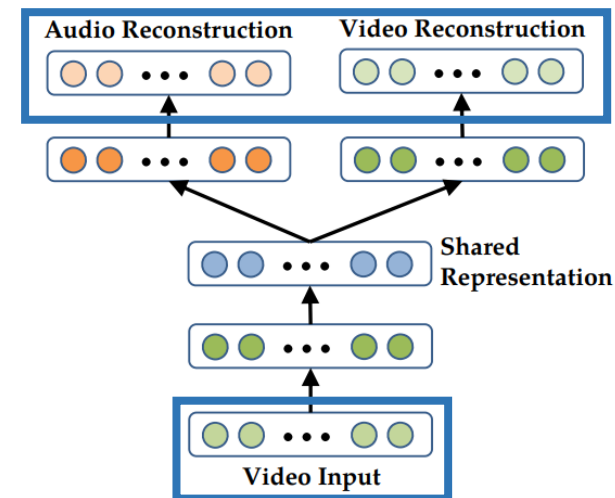 Audio Reconstruction
Video Reconstruction
Shared
Representation
Video Input